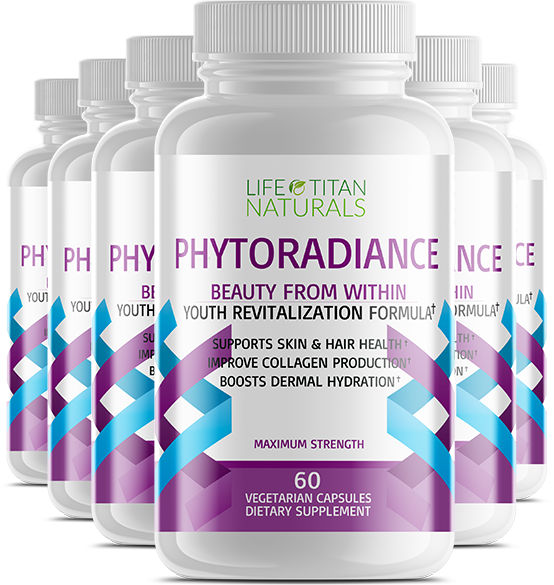 LIFE TITAN
NATURALS
PHYTORADIANCE
BEAUTY FROM WITHIN
YOUTH REVITALIZATION FORMULA†
SUPPORTS SKIN & HAIR HEALTH†
IMPROVE COLLAGEN PRODUCTION†
BOOSTS DERMAL HYDRATION†
MAXIMUM STRENGTH
60
VEGETARIAN CAPSULES
DIETARY SUPPLEMENT